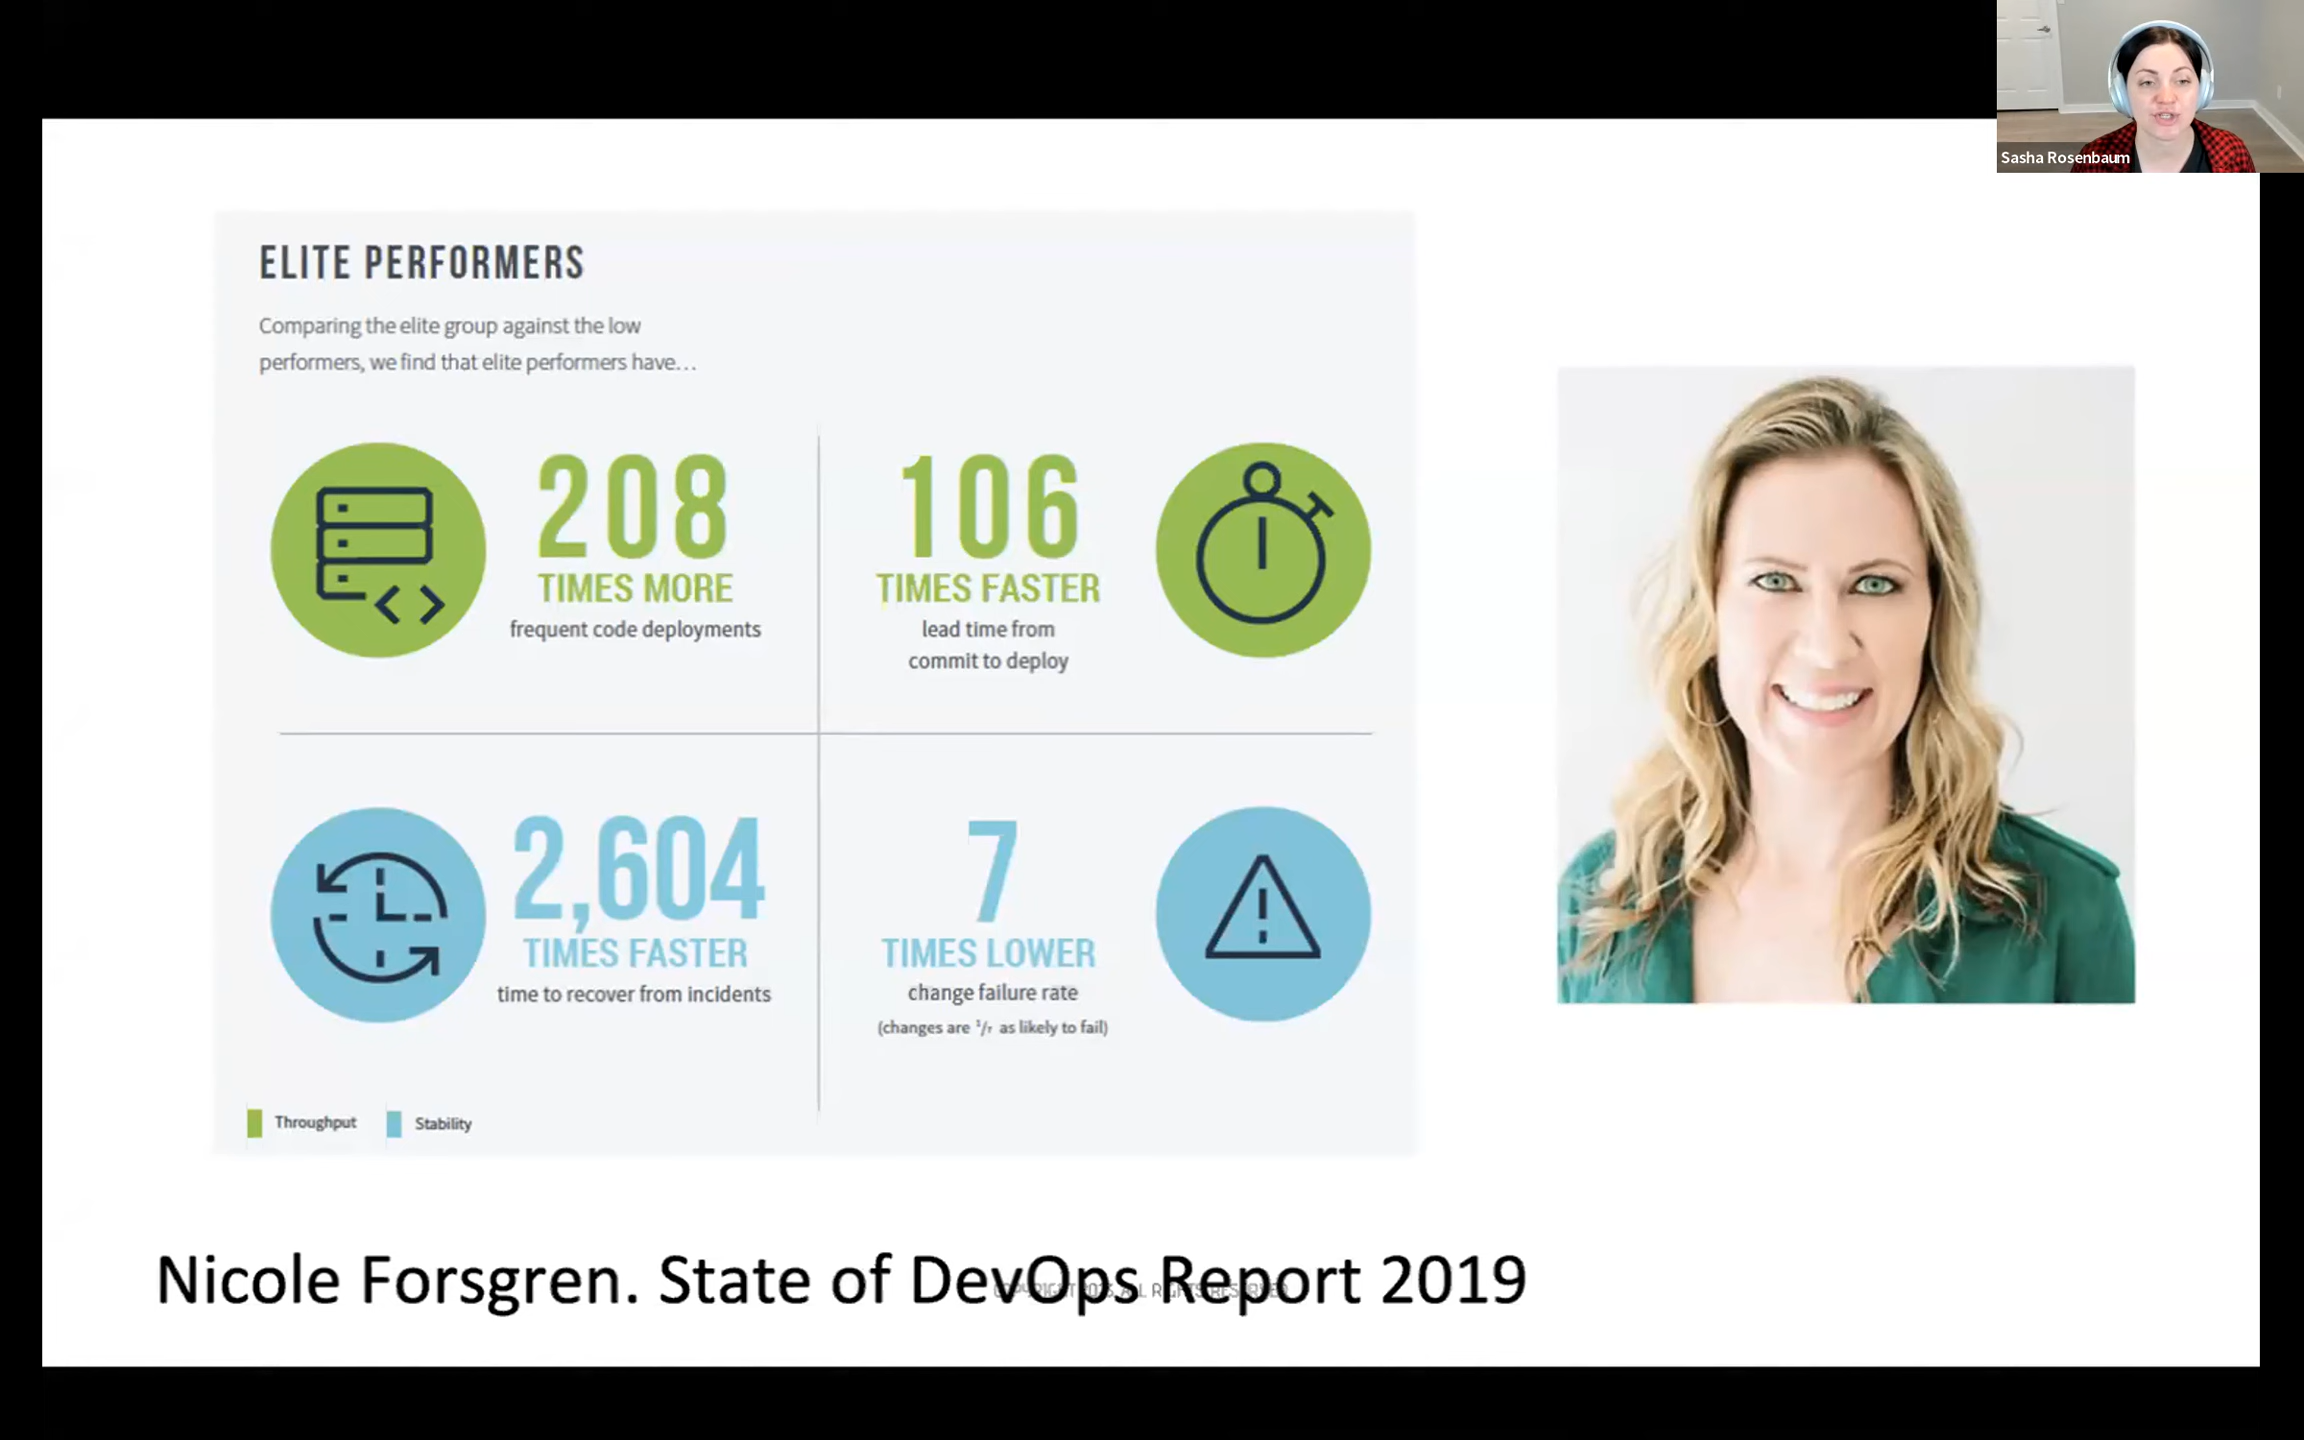 Sasha Rosenbaum
ELITE PERFORMERS
Comparing the elite group against the low
performers, we find that elite performers have...
208
TIMES MORE
frequent code deployments
106
TIMES FASTER
lead time from
commit to deploy
2,604
TIMES FASTER
time to recover from incidents
7
TIMES LOWER
change failure rate
(changes are 1/7 as likely to fail)
Throughput
Stability
Nicole Forsgren. State of DevOps Report 2019